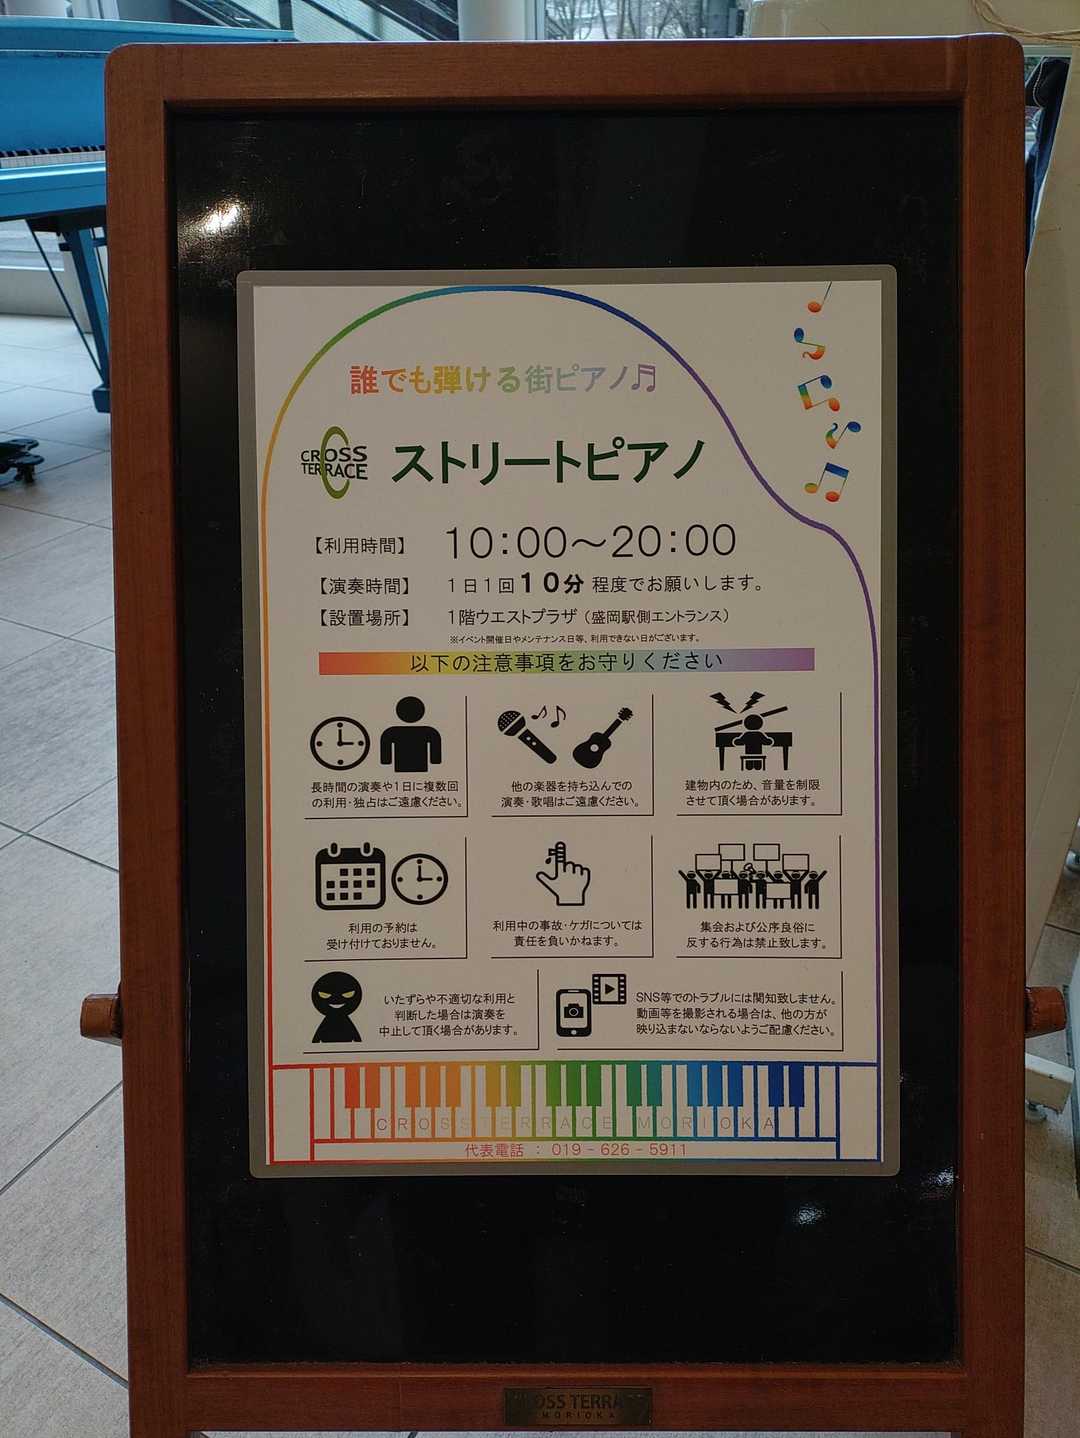 誰でも弾ける街ピアノ♬
CROSS TERRACE
ストリートピアノ
【利用時間】 10:00～20:00
【演奏時間】 1日1回10分程度でお願いします。
【設置場所】 1階ウエストプラザ（盛岡駅側エントランス）
※イベント開催日やメンテナンス日等、利用できない日がございます。
以下の注意事項をお守りください
長時間の演奏や1日に複数回
の利用・独占はご遠慮ください。
他の楽器を持ち込んでの
演奏・歌唱はご遠慮ください。
建物内のため、音量を制限
させて頂く場合があります。
利用の予約は
受け付けておりません。
利用中の事故・ケガについては
責任を負いかねます。
集会および公序良俗に
反する行為は禁止致します。
いたずらや不適切な利用と
判断した場合は演奏を
中止して頂く場合があります。
SNS等でのトラブルには関知致しません。
動画等を撮影される場合は、他の方が
映り込まないならないようご配慮ください。
CROSSTERRACE MORIOKA
代表電話 : 019-626-5911
CROSS TERRACE
MORIOKA